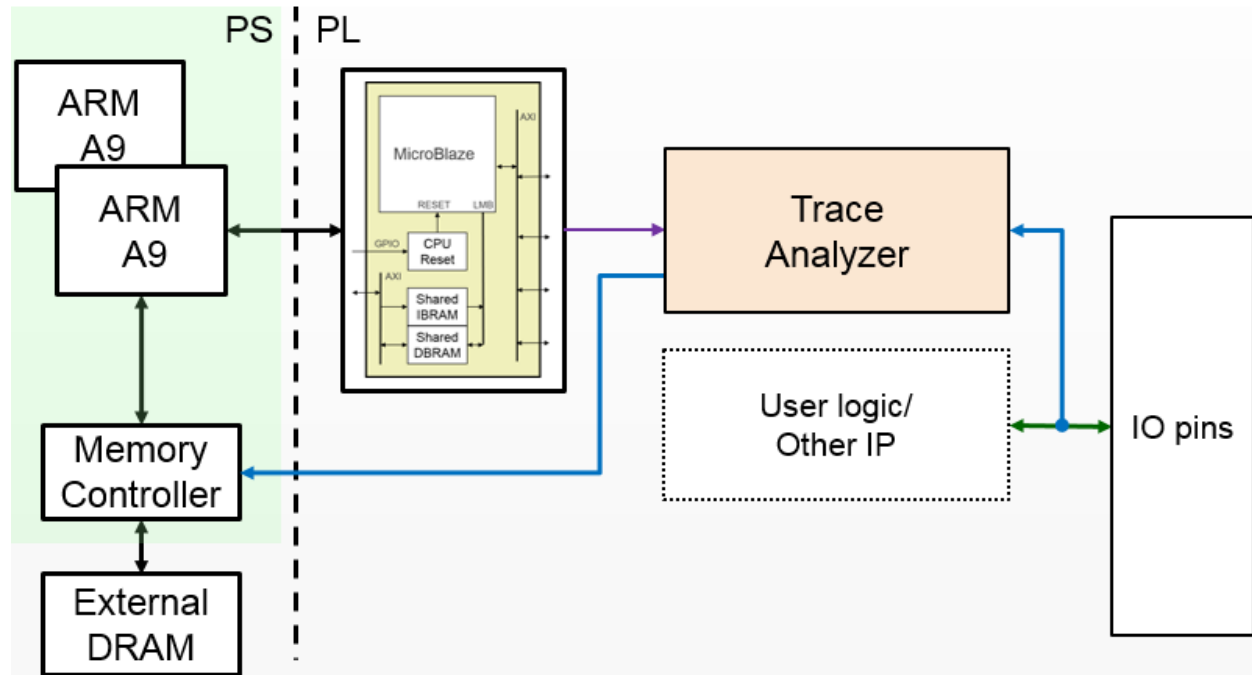 PS
PL
ARM
A9
ARM
A9
MicroBlaze
AXI
RESET
LMB
GPIO
CPU
Reset
AXI
Shared
IBRAM
Shared
DBRAM
Trace
Analyzer
User logic/
Other IP
IO pins
Memory
Controller
External
DRAM